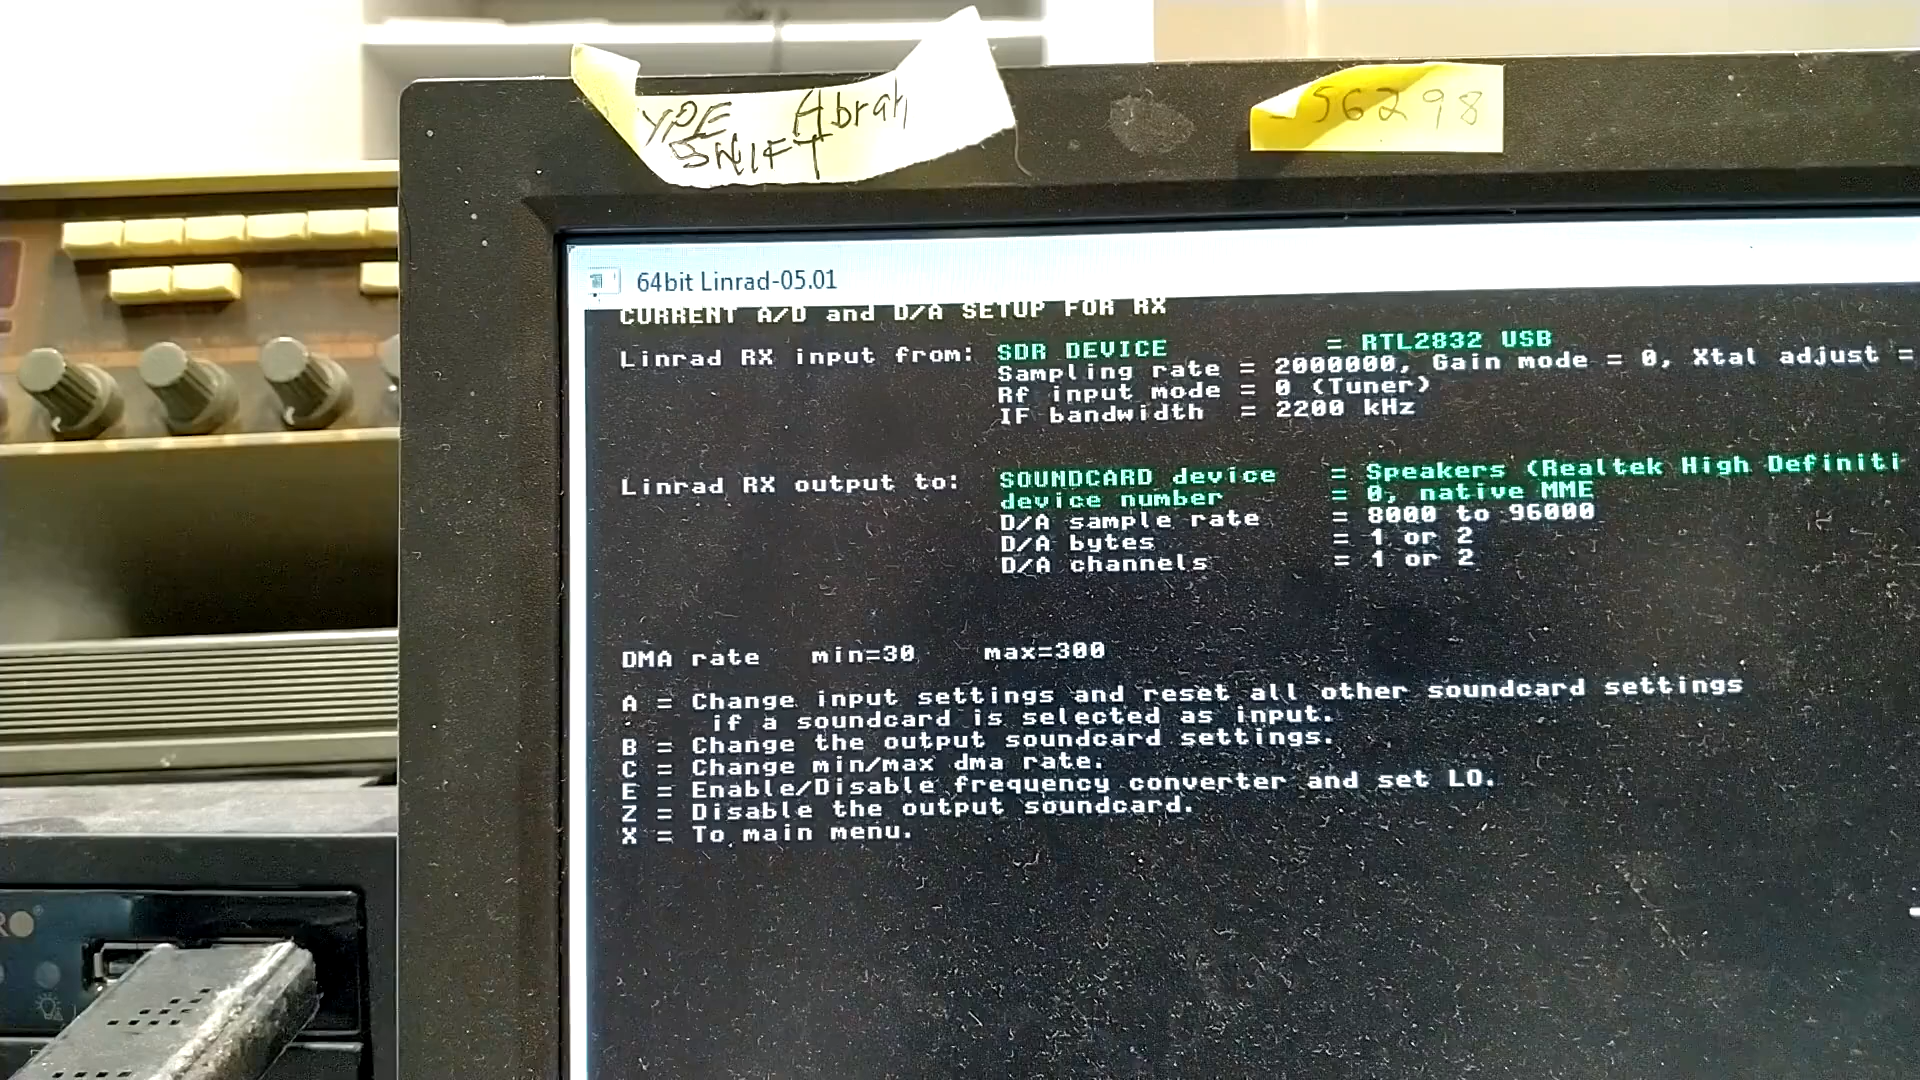 YPE Abrah
SWIFT
56298
64bit Linrad-05.01
CURRENT A/D and D/A SETUP FOR RX
Linrad RX input from: SDR DEVICE = RTL2832 USB
Sampling rate = 2000000, Gain mode = 0, Xtal adjust =
Rf input mode = 0 (Tuner)
IF bandwidth = 2200 kHz
Linrad RX output to: SOUNDCARD device = Speakers (Realtek High Definiti
device number = 0, native MME
D/A sample rate = 8000 to 96000
D/A bytes = 1 or 2
D/A channels = 1 or 2
DMA rate min=30 max=300
A = Change input settings and reset all other soundcard settings
if a soundcard is selected as input.
B = Change the output soundcard settings.
C = Change min/max dma rate.
E = Enable/Disable frequency converter and set LO.
Z = Disable the output soundcard.
X = To main menu.